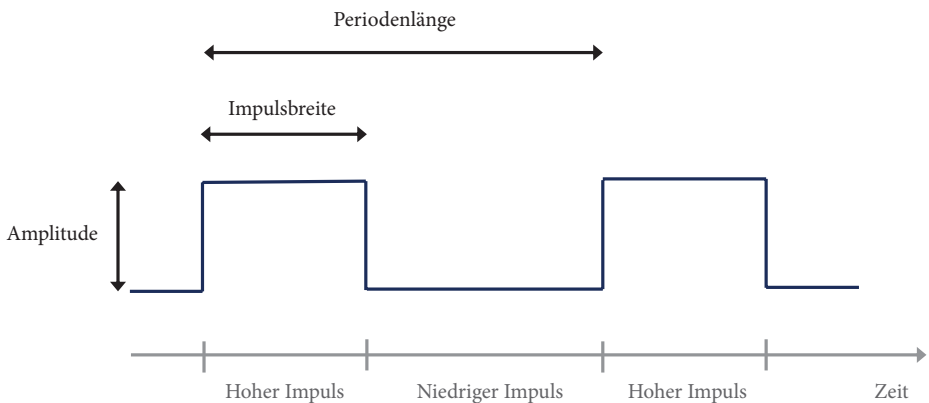 Periodenlänge
Impulsbreite
Amplitude
Hoher Impuls
Niedriger Impuls
Hoher Impuls
Zeit